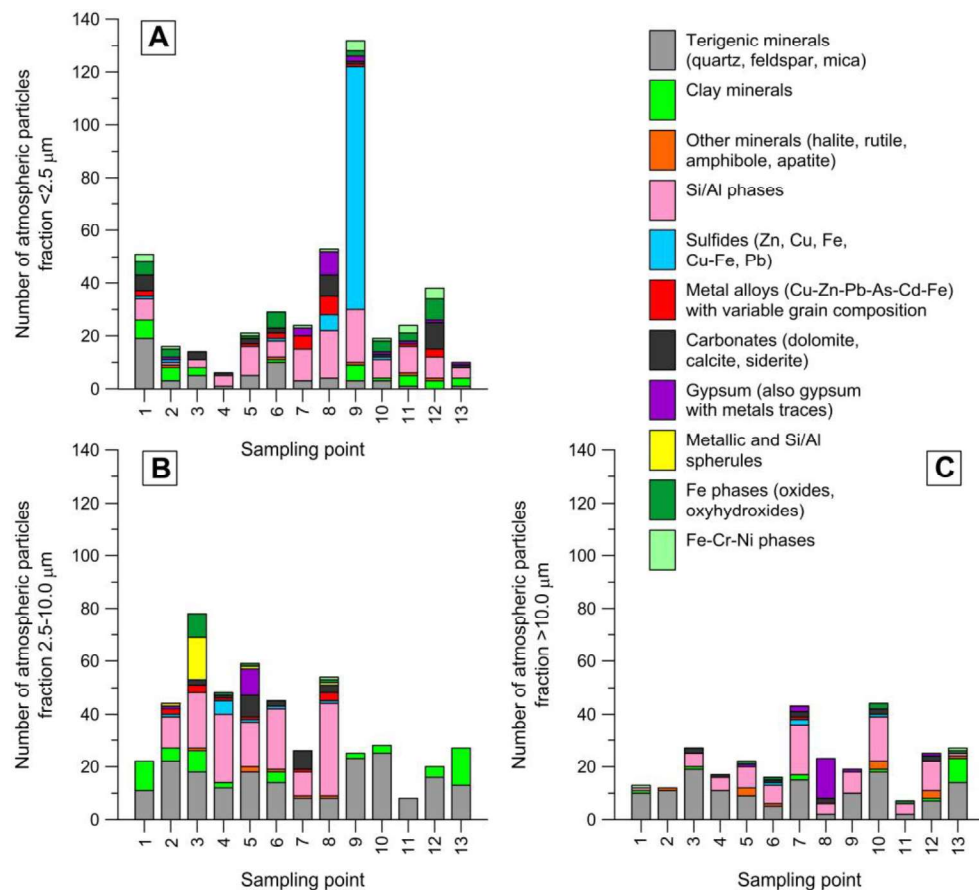 A
140
120
100
80
60
40
20
0
Number of atmospheric particles
fraction <2.5 µm
1 2 3 4 5 6 7 8 9 10 11 12 13
Sampling point
Terigenic minerals
(quartz, feldspar, mica)
Clay minerals
Other minerals (halite, rutile,
amphibole, apatite)
Si/Al phases
Sulfides (Zn, Cu, Fe,
Cu-Fe, Pb)
Metal alloys (Cu-Zn-Pb-As-Cd-Fe)
with variable grain composition
Carbonates (dolomite,
calcite, siderite)
Gypsum (also gypsum
with metals traces)
Metallic and Si/Al
spherules
Fe phases (oxides,
oxyhydroxides)
Fe-Cr-Ni phases
B
140
120
100
80
60
40
20
0
Number of atmospheric particles
fraction 2.5-10.0 µm
1 2 3 4 5 6 7 8 9 10 11 12 13
Sampling point
C
140
120
100
80
60
40
20
0
Number of atmospheric particles
fraction >10.0 µm
1 2 3 4 5 6 7 8 9 10 11 12 13
Sampling point